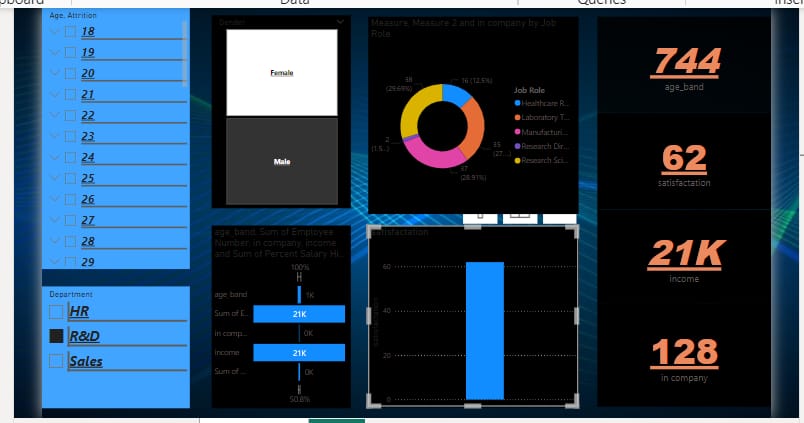 Data
Queries
Age, Attrition
18
19
20
21
22
23
24
25
26
27
28
29
Department
HR
R&D
Sales
Gender
Female
Male
Measure, Measure 2 and in company by Job
Role
16 (12.5%)
35
(27...)
37
(28.91%)
2
(1.5...)
38
(29.69%)
Job Role
Healthcare R...
Laboratory T...
Manufacturi...
Research Dir...
Research Sci...
age_band, Sum of Employee
Number, in company, income
and Sum of Percent Salary Hi...
100%
age_band
1K
Sum of E...
21K
in comp...
0K
income
21K
Sum of ...
0K
50.8%
satisfactation
60
40
20
0
744
age_band
62
satisfactation
21K
income
128
in company